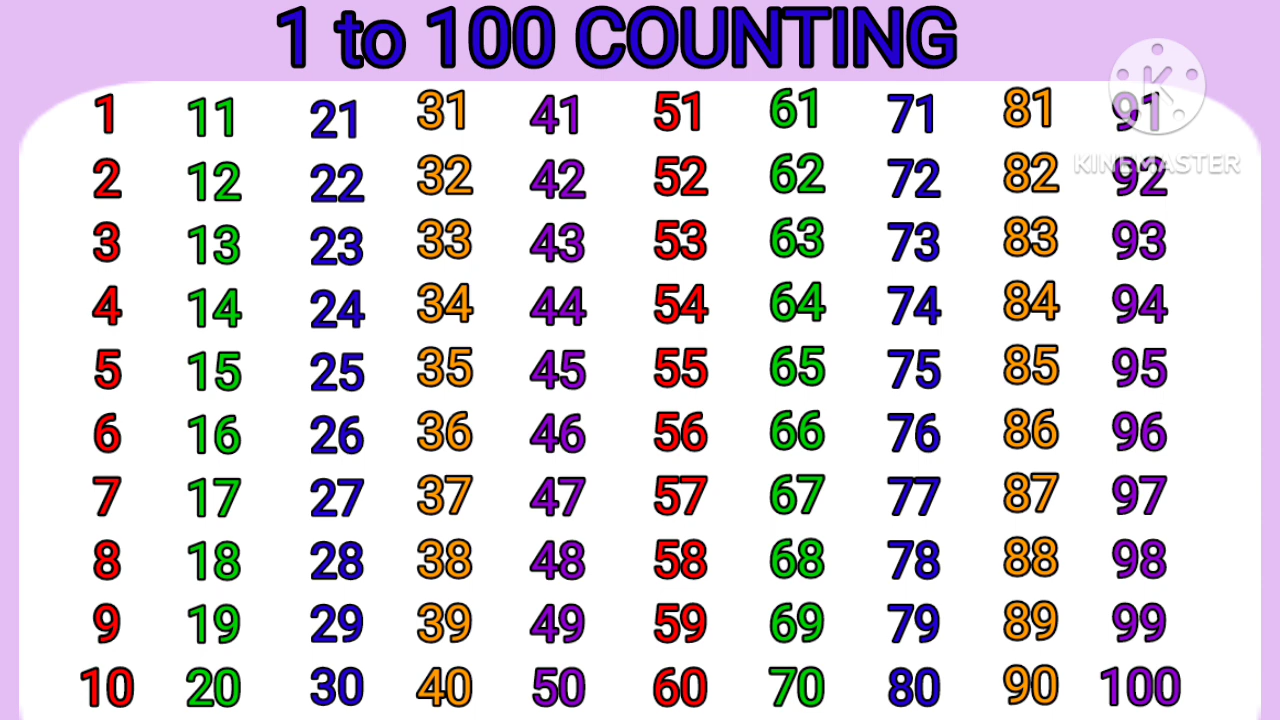 1 to 100 COUNTING
1 11 21 31 41 51 61 71 81 91
KINEMASTER
2 12 22 32 42 52 62 72 82 92
3 13 23 33 43 53 63 73 83 93
4 14 24 34 44 54 64 74 84 94
5 15 25 35 45 55 65 75 85 95
6 16 26 36 46 56 66 76 86 96
7 17 27 37 47 57 67 77 87 97
8 18 28 38 48 58 68 78 88 98
9 19 29 39 49 59 69 79 89 99
10 20 30 40 50 60 70 80 90 100